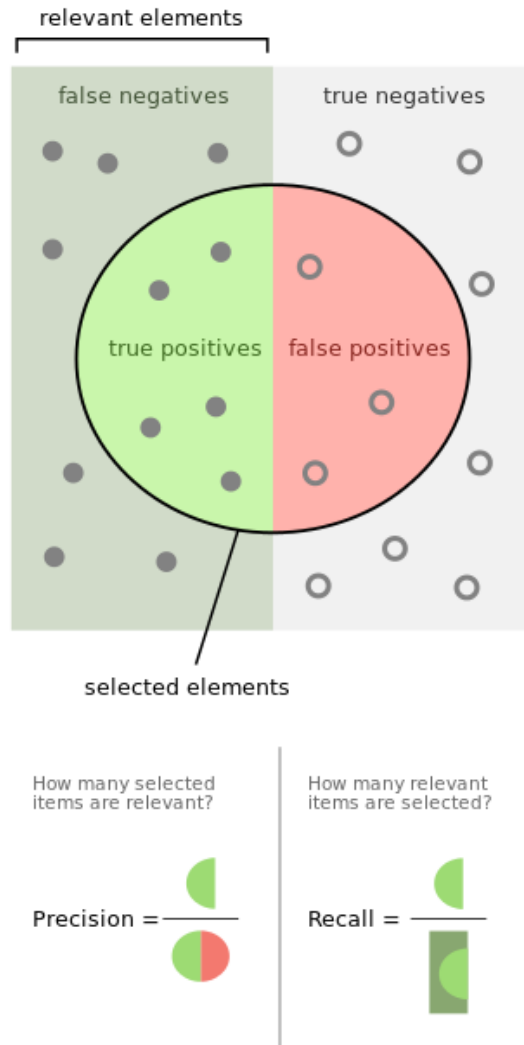 relevant elements
false negatives
true negatives
true positives
false positives
selected elements
How many selected
items are relevant?
How many relevant
items are selected?
Precision =
Recall =